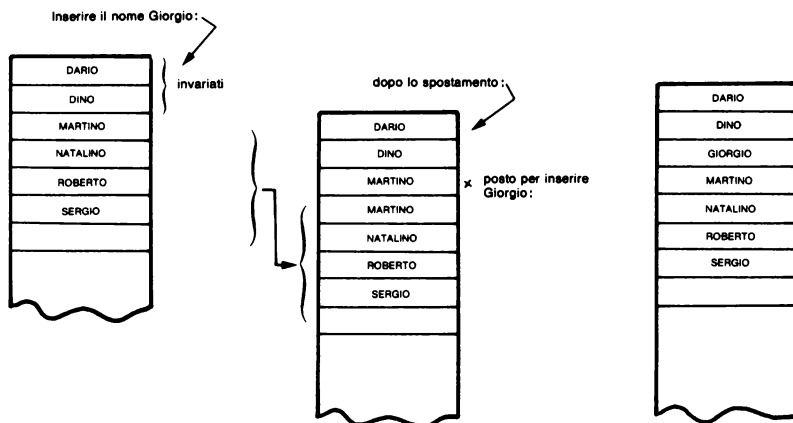 Inserire il nome Giorgio:
DARIO
DINO
invariati
MARTINO
NATALINO
ROBERTO
SERGIO
dopo lo spostamento:
DARIO
DINO
MARTINO
x posto per inserire
Giorgio:
MARTINO
NATALINO
ROBERTO
SERGIO
DARIO
DINO
GIORGIO
MARTINO
NATALINO
ROBERTO
SERGIO